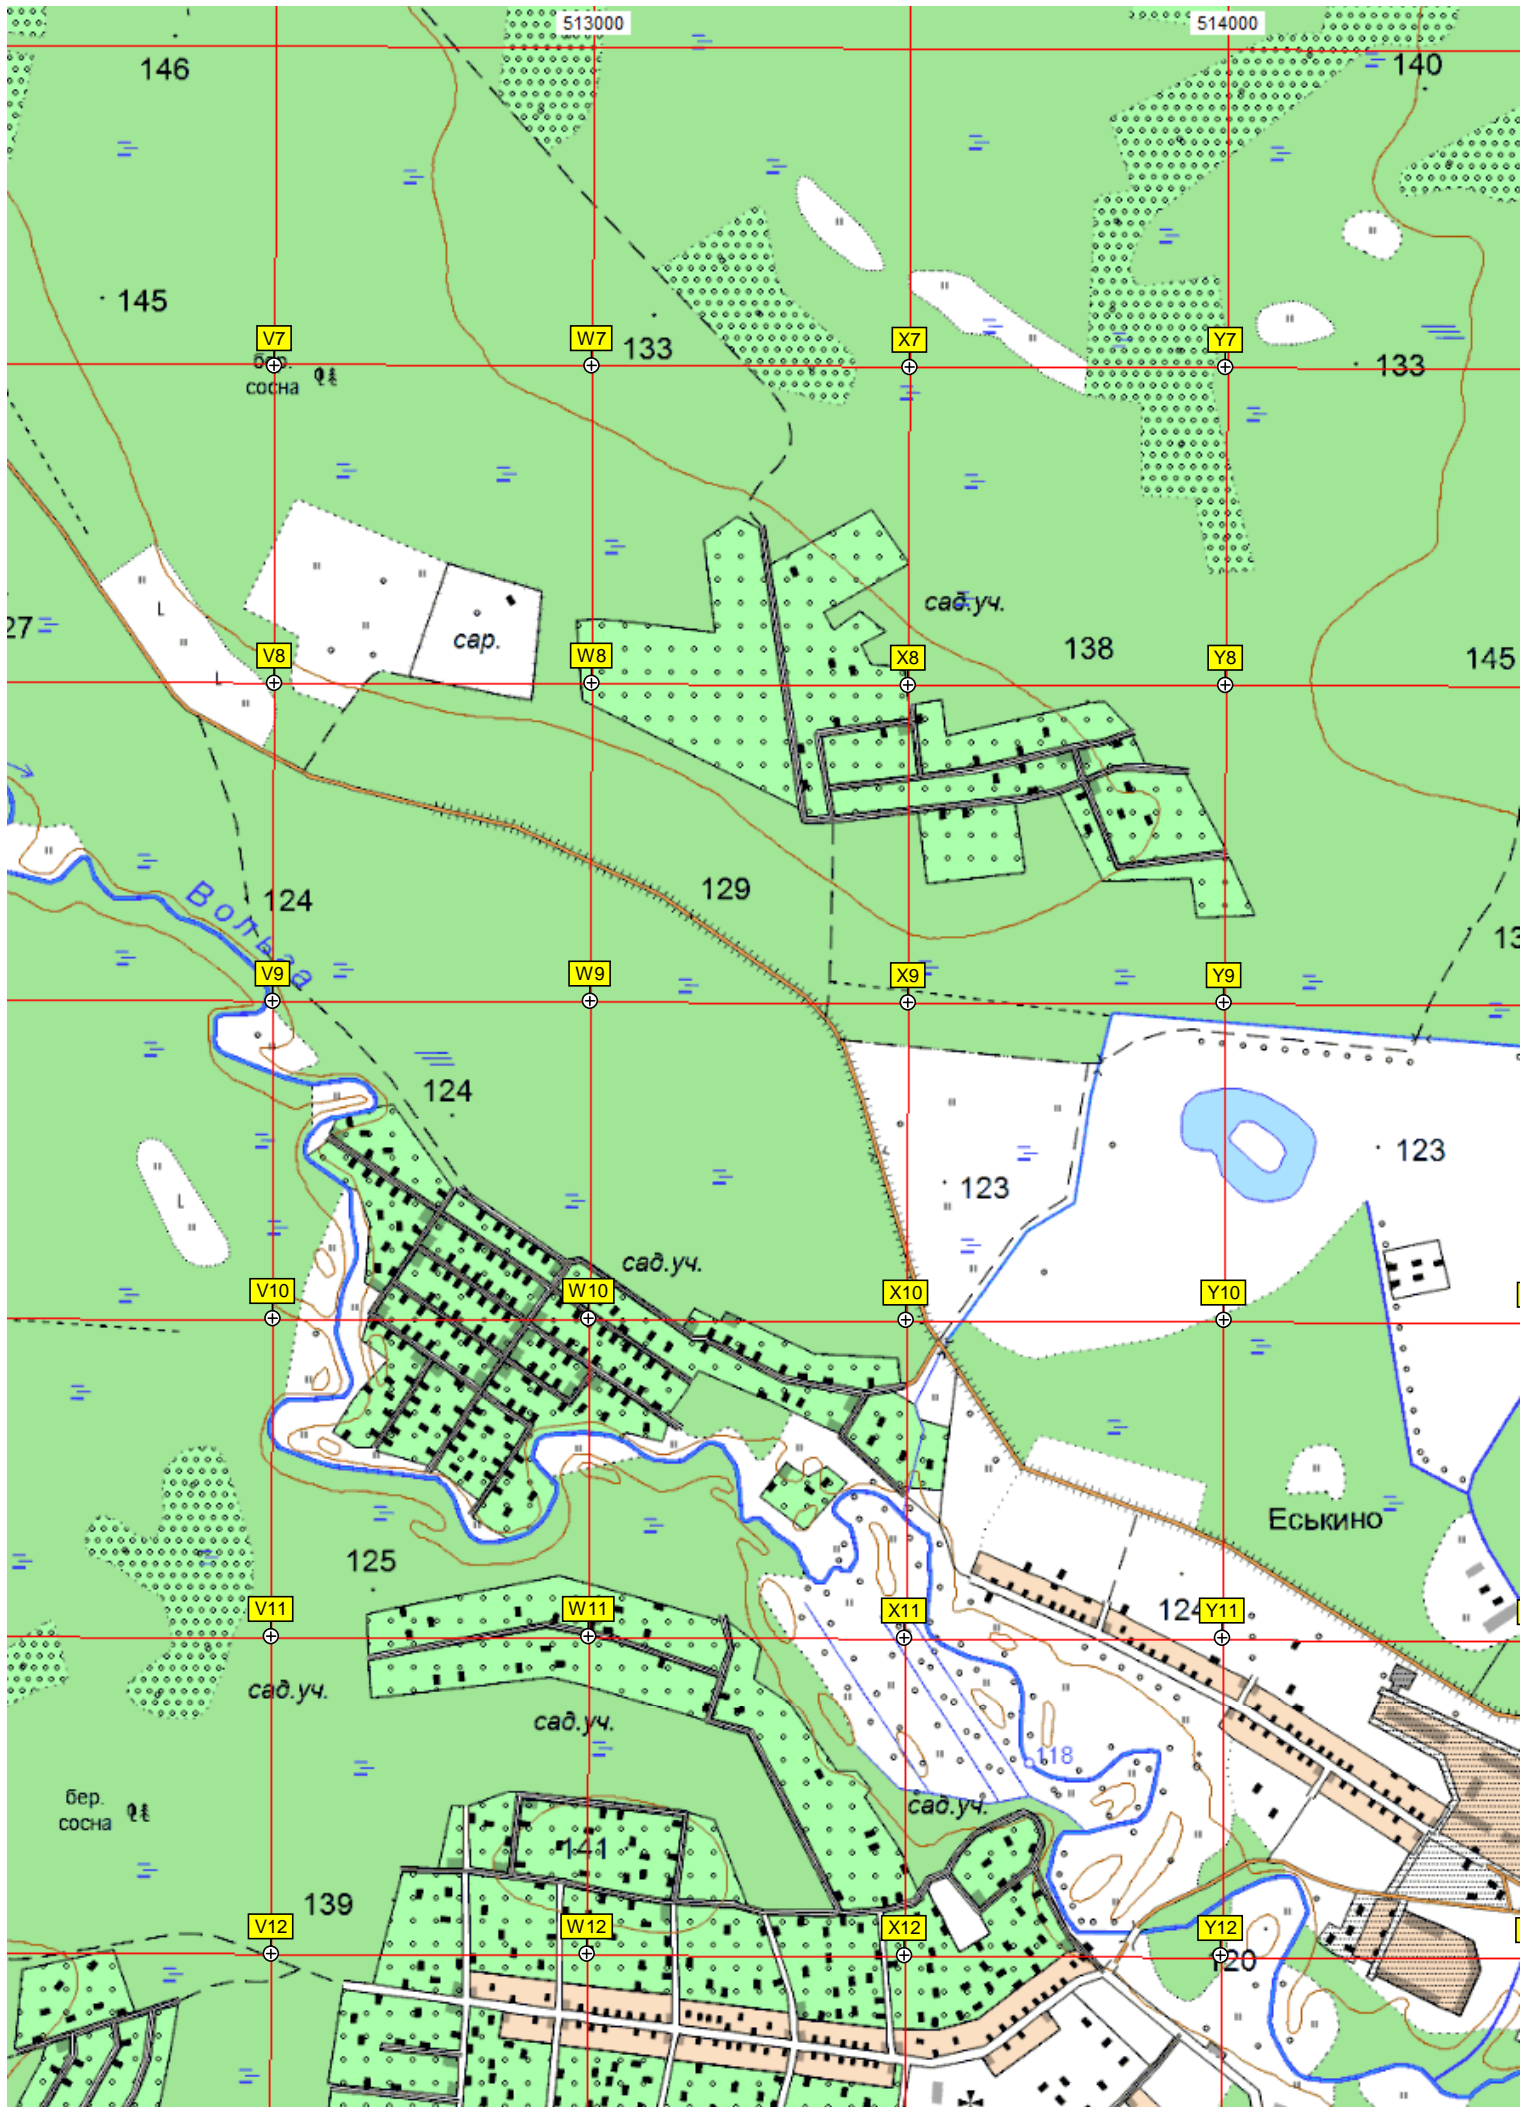 513000 514000
146 140
145
V7 W7 X7 Y7
133 133
бер.
сосна
сад.уч.
27 сар. 138 145
V8 W8 X8 Y8
129
124
Вольга
V9 W9 X9 Y9
124 123
123
сад.уч.
V10 W10 X10 Y10
Еськино
125
V11 W11 X11 124 Y11
сад.уч.
сад.уч.
118
бер.
сосна
сад.уч.
141
139
V12 W12 X12 Y12
120